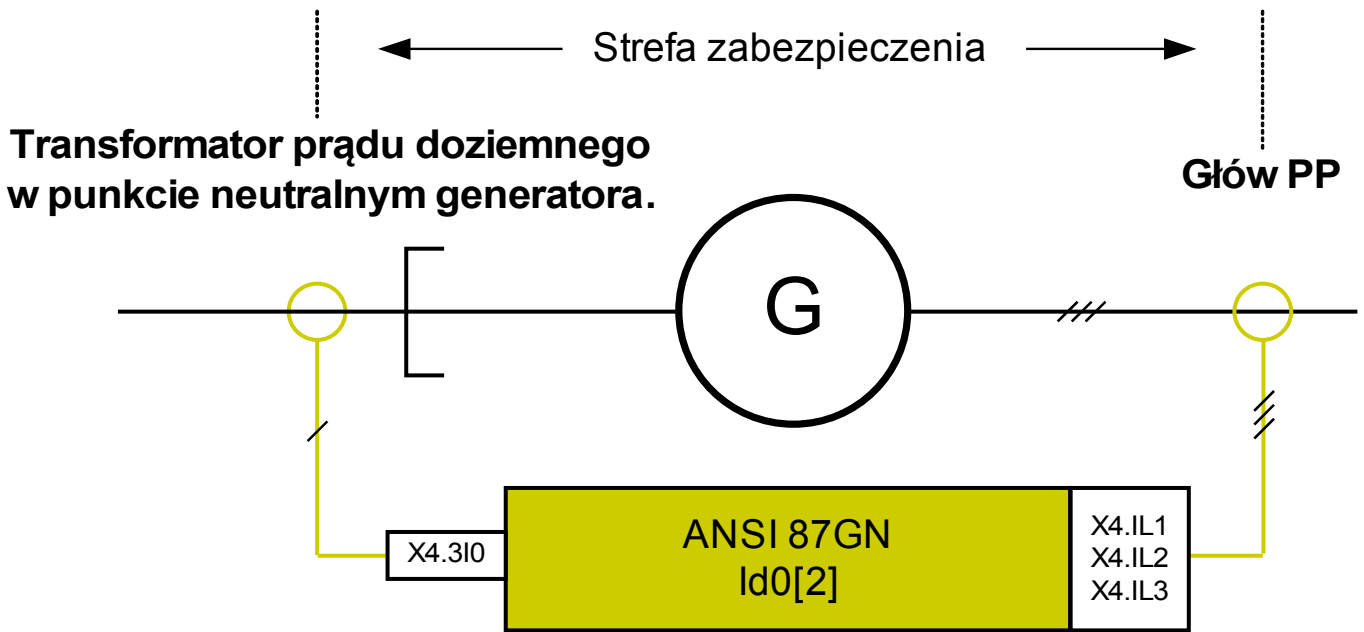 Strefa zabezpieczenia
Transformator prądu doziemnego
w punkcie neutralnym generatora.
Głów PP
G
X4.3I0
ANSI 87GN
Id0[2]
X4.IL1
X4.IL2
X4.IL3